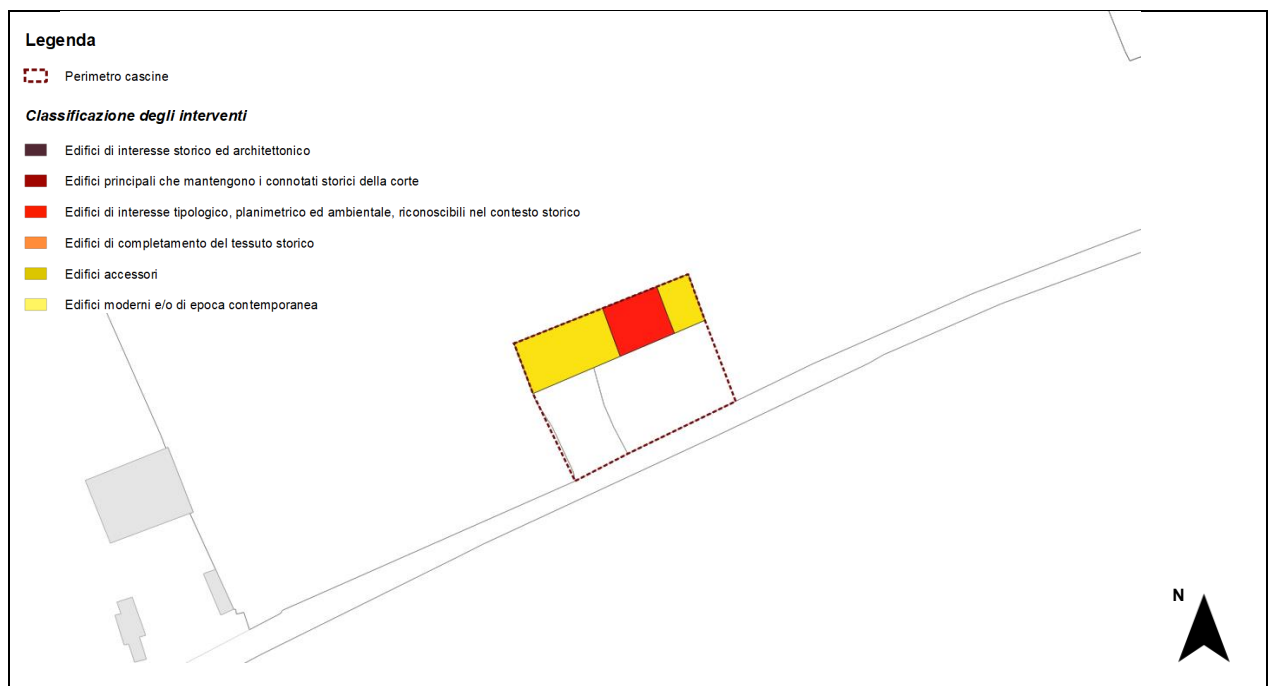 Legenda
Perimetro cascine
Classificazione degli interventi
Edifici di interesse storico ed architettonico
Edifici principali che mantengono i connotati storici della corte
Edifici di interesse tipologico, planimetrico ed ambientale, riconoscibili nel contesto storico
Edifici di completamento del tessuto storico
Edifici accessori
Edifici moderni e/o di epoca contemporanea
N